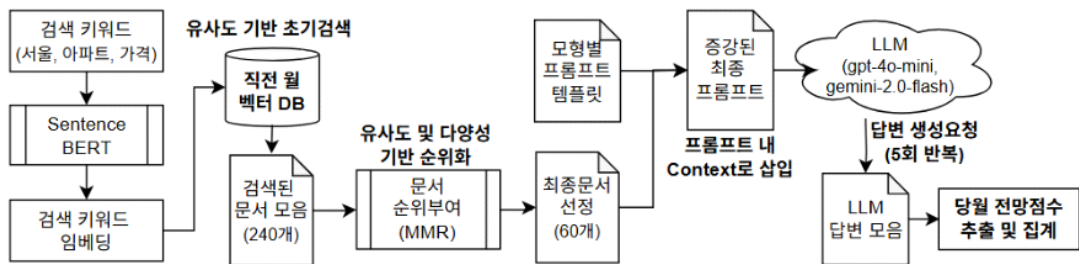 검색 키워드
(서울, 아파트, 가격)
Sentence
BERT
검색 키워드
임베딩
유사도 기반 초기검색
직전 월
벡터 DB
검색된
문서 모음
(240개)
유사도 및 다양성
기반 순위화
문서
순위부여
(MMR)
최종문서
선정
(60개)
모형별
프롬프트
템플릿
증강된
최종
프롬프트
프롬프트 내
Context로 삽입
LLM
(gpt-4o-mini,
gemini-2.0-flash)
답변 생성요청
(5회 반복)
LLM
답변 모음
당월 전망점수
추출 및 집계